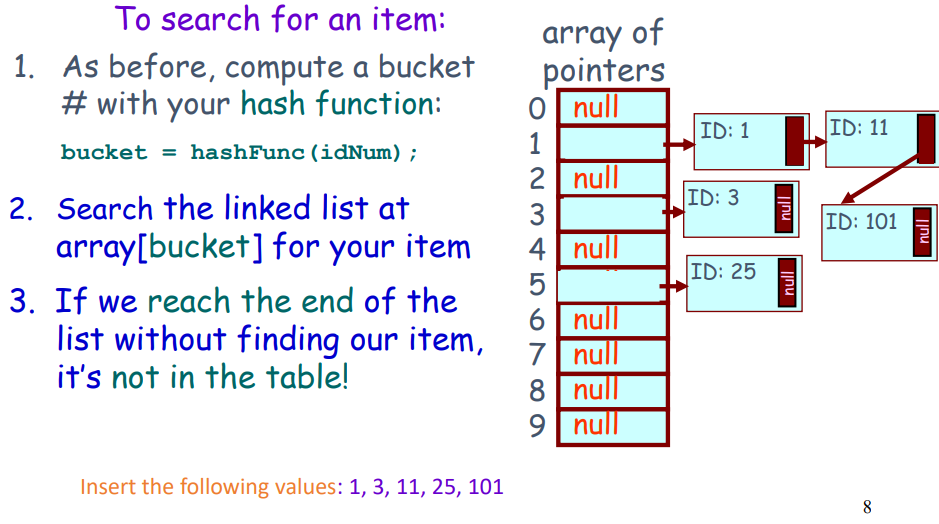 To search for an item:
1. As before, compute a bucket
# with your hash function:
bucket = hashFunc(idNum);
2. Search the linked list at
array[bucket] for your item
3. If we reach the end of the
list without finding our item,
it's not in the table!
Insert the following values: 1, 3, 11, 25, 101
array of
pointers
0 null
1
2 null
3
4 null
5
6 null
7 null
8 null
9 null
ID: 1
ID: 11
ID: 3 null
ID: 101 null
ID: 25 null
8